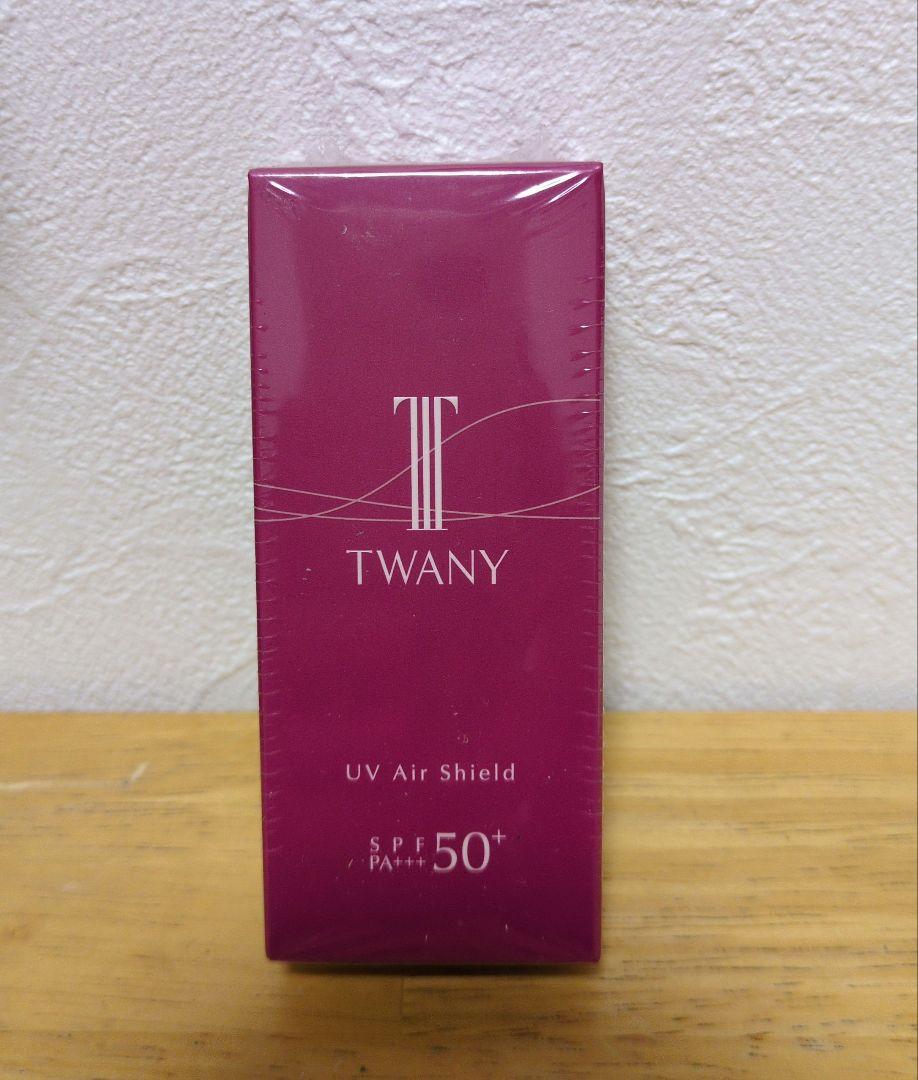 T
TWANY
UV Air Shield
SPF 50+
PA+++